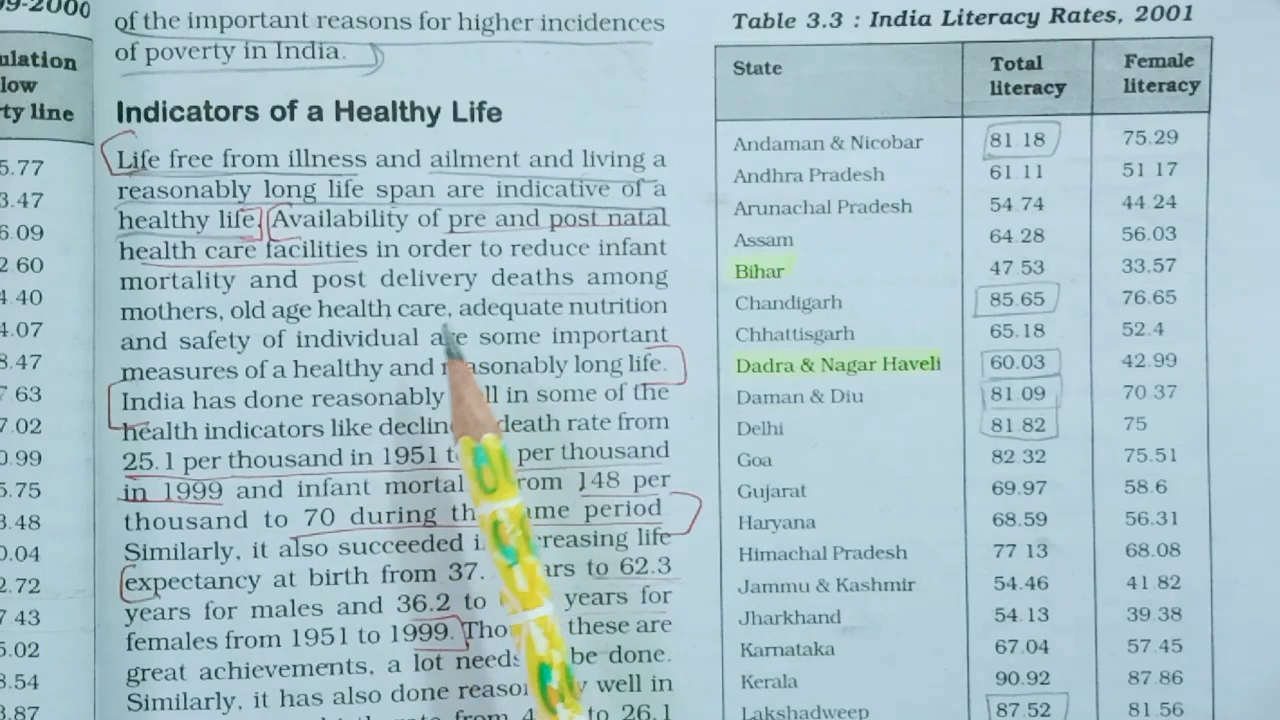 99-2000
ulation
low
ty line
5.77
3.47
6.09
2.60
4.40
4.07
8.47
7 63
7.02
0.99
5.75
3.48
0.04
2.72
7 43
5.02
8.54
3.87
of the important reasons for higher incidences
of poverty in India.
Indicators of a Healthy Life
Life free from illness and ailment and living a
reasonably long life span are indicative of a
healthy life. Availability of pre and post natal
health care facilities in order to reduce infant
mortality and post delivery deaths among
mothers, old age health care, adequate nutrition
and safety of individual are some important
measures of a healthy and reasonably long life.
India has done reasonably in some of the
health indicators like death rate from
25.1 per thousand in 1951 per thousand
in 1999 and infant from 148 per
thousand to 70 during period
Similarly, it also succeeded life
expectancy at birth from 37. to 62.3
years for males and 36.2 to years for
females from 1951 to 1999. these are
great achievements, a lot needs be done.
Similarly, it has also done well in
from to 26.1
Table 3.3 : India Literacy Rates, 2001
State Total literacy Female literacy
Andaman & Nicobar 81.18 75.29
Andhra Pradesh 61.11 51 17
Arunachal Pradesh 54.74 44 24
Assam 64.28 56.03
Bihar 47.53 33.57
Chandigarh 85.65 76.65
Chhattisgarh 65.18 52.4
Dadra & Nagar Haveli 60.03 42.99
Daman & Diu 81.09 70 37
Delhi 81.82 75
Goa 82 32 75.51
Gujarat 69.97 58.6
Haryana 68.59 56.31
Himachal Pradesh 77 13 68.08
Jammu & Kashmir 54.46 41 82
Jharkhand 54.13 39.38
Karnataka 67.04 57.45
Kerala 90.92 87.86
Lakshadweep 87.52 81.56